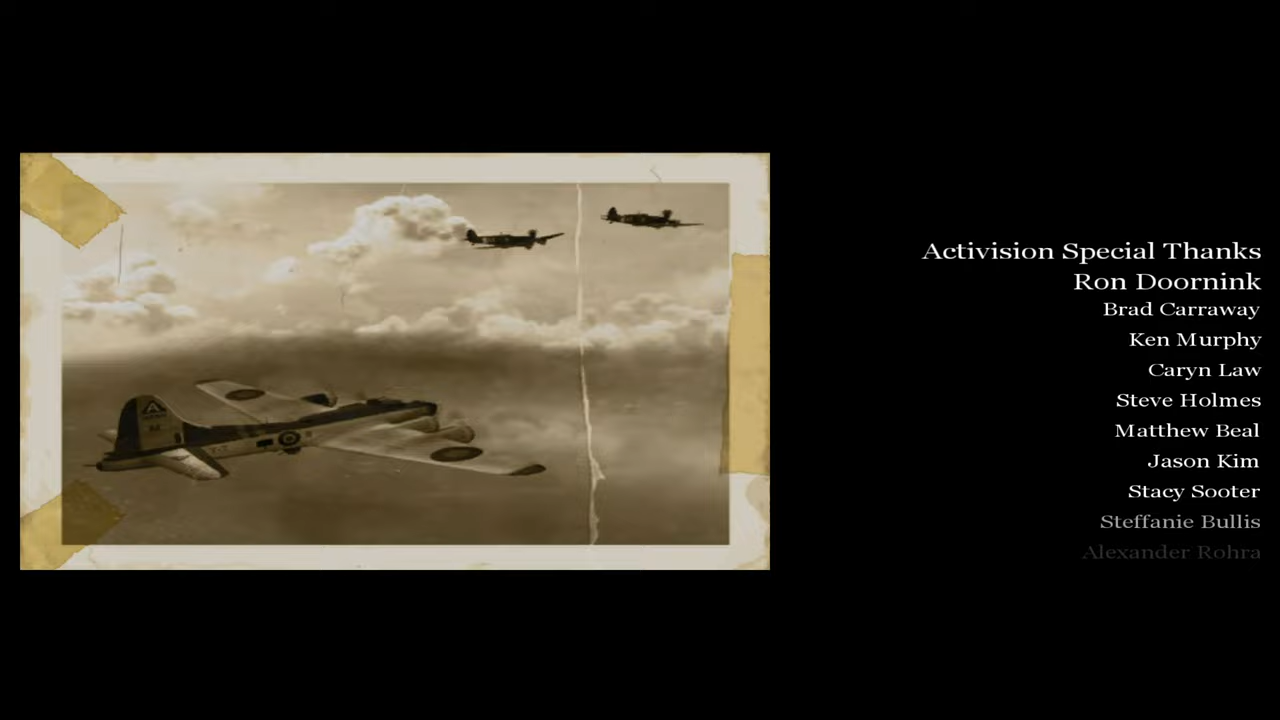 Activision Special Thanks
Ron Doornink
Brad Carraway
Ken Murphy
Caryn Law
Steve Holmes
Matthew Beal
Jason Kim
Stacy Sooter
Steffanie Bullis
Alexander Rohra